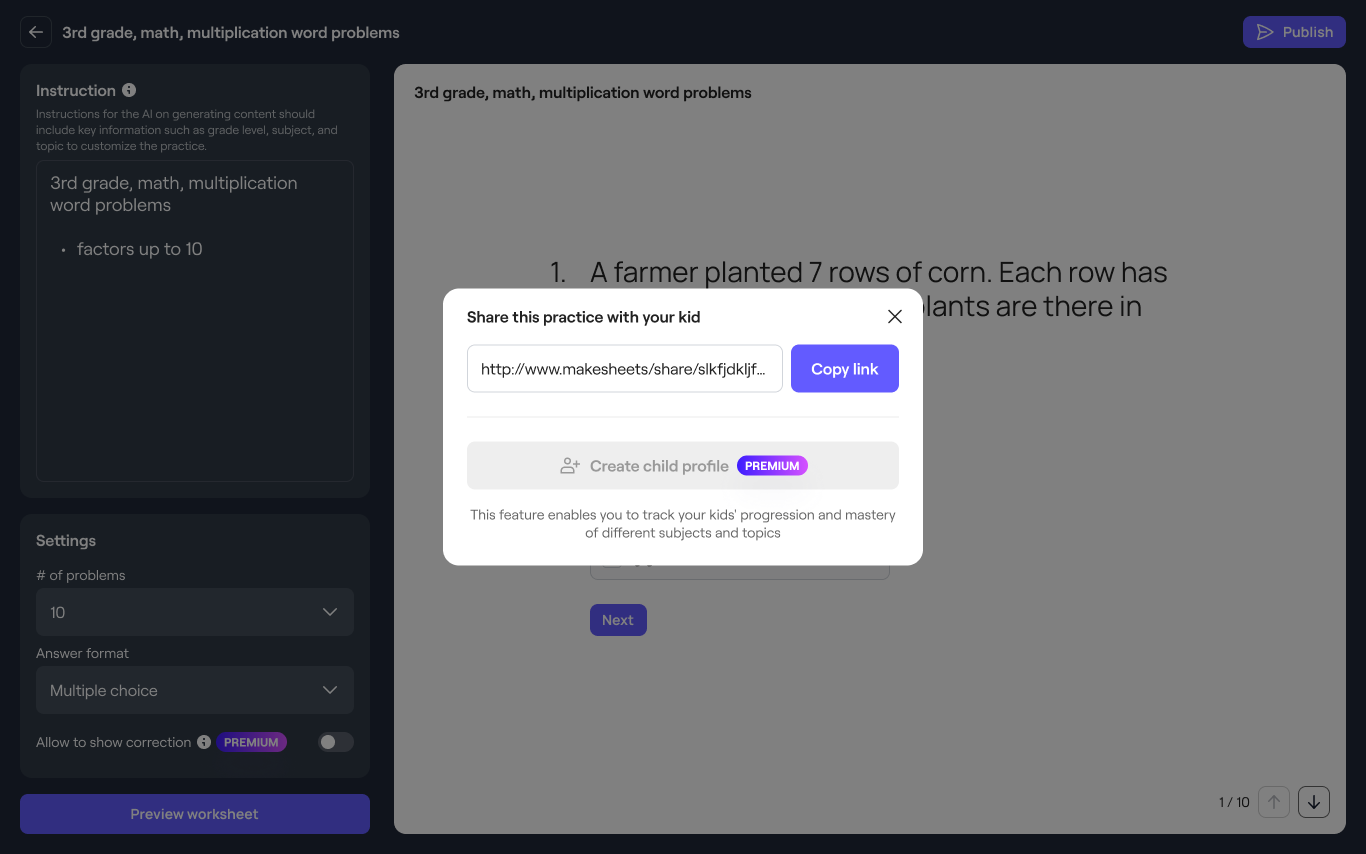 3rd grade, math, multiplication word problems
Publish
Instruction
Instructions for the AI on generating content should
include key information such as grade level, subject, and
topic to customize the practice.
3rd grade, math, multiplication
word problems
• factors up to 10
Settings
# of problems
10
Answer format
Multiple choice
Allow to show correction PREMIUM
Preview worksheet
3rd grade, math, multiplication word problems
1. A farmer planted 7 rows of corn. Each row has
plants are there in
Share this practice with your kid
http://www.makesheets/share/slkfjdkljf...
Copy link
Create child profile PREMIUM
This feature enables you to track your kids' progression and mastery
of different subjects and topics
Next
1 / 10